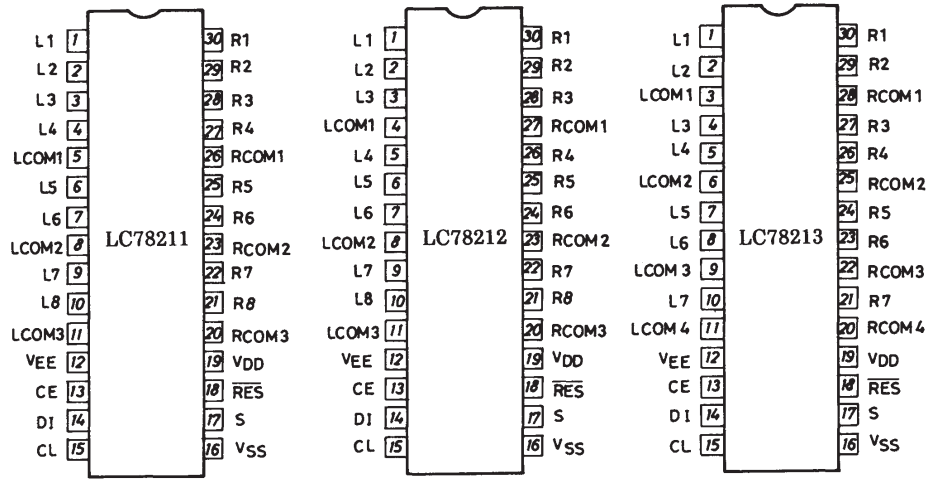 L1 1 30 R1
L2 2 29 R2
L3 3 28 R3
L4 4 27 R4
LCOM1 5 26 RCOM1
L5 6 25 R5
L6 7 24 R6
LCOM2 8 23 RCOM2
L7 9 22 R7
L8 10 21 R8
LCOM3 11 20 RCOM3
VEE 12 19 VDD
CE 13 18 R̅E̅S̅
DI 14 17 S
CL 15 16 VSS
LC78211
L1 1 30 R1
L2 2 29 R2
L3 3 28 R3
LCOM1 4 27 RCOM1
L4 5 26 R4
L5 6 25 R5
L6 7 24 R6
LCOM2 8 23 RCOM2
L7 9 22 R7
L8 10 21 R8
LCOM3 11 20 RCOM3
VEE 12 19 VDD
CE 13 18 R̅E̅S̅
DI 14 17 S
CL 15 16 VSS
LC78212
L1 1 30 R1
L2 2 29 R2
LCOM1 3 28 RCOM1
L3 4 27 R3
L4 5 26 R4
LCOM2 6 25 RCOM2
L5 7 24 R5
L6 8 23 R6
LCOM3 9 22 RCOM3
L7 10 21 R7
LCOM4 11 20 RCOM4
VEE 12 19 VDD
CE 13 18 R̅E̅S̅
DI 14 17 S
CL 15 16 VSS
LC78213